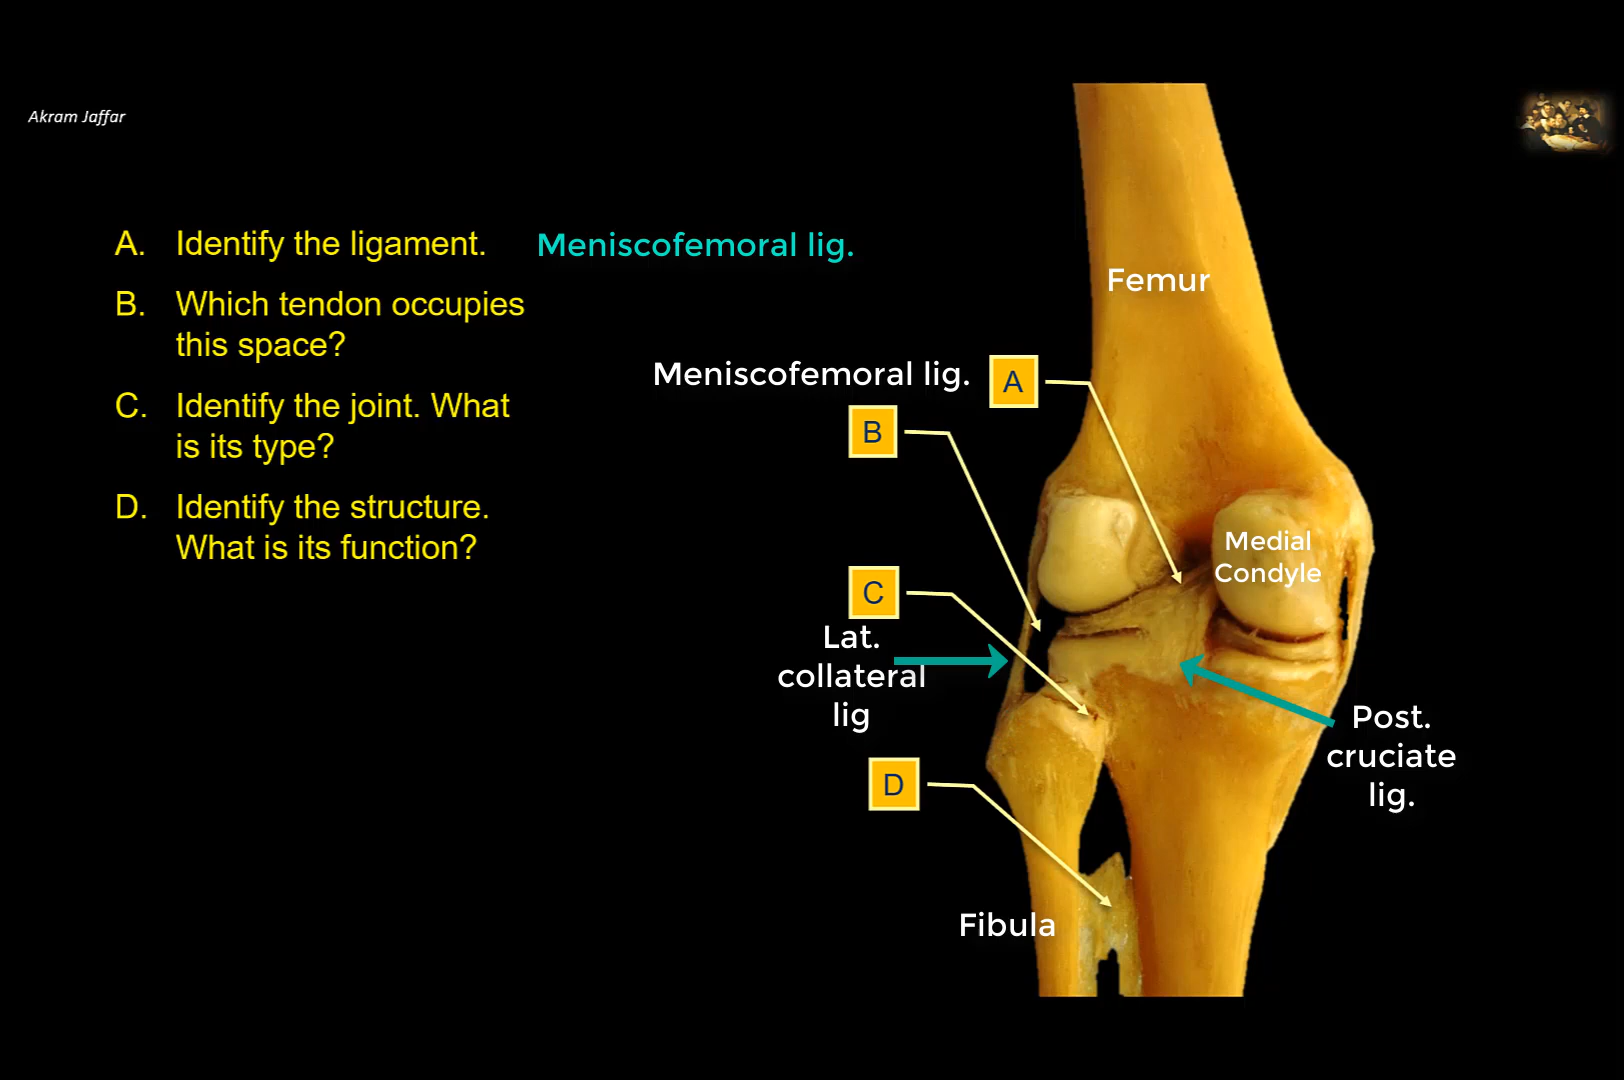 Akram Jaffar
A. Identify the ligament. Meniscofemoral lig.
B. Which tendon occupies
this space?
C. Identify the joint. What
is its type?
D. Identify the structure.
What is its function?
Femur
Meniscofemoral lig. A
B
Medial
Condyle
C
Lat.
collateral
lig
Post.
cruciate
lig.
D
Fibula